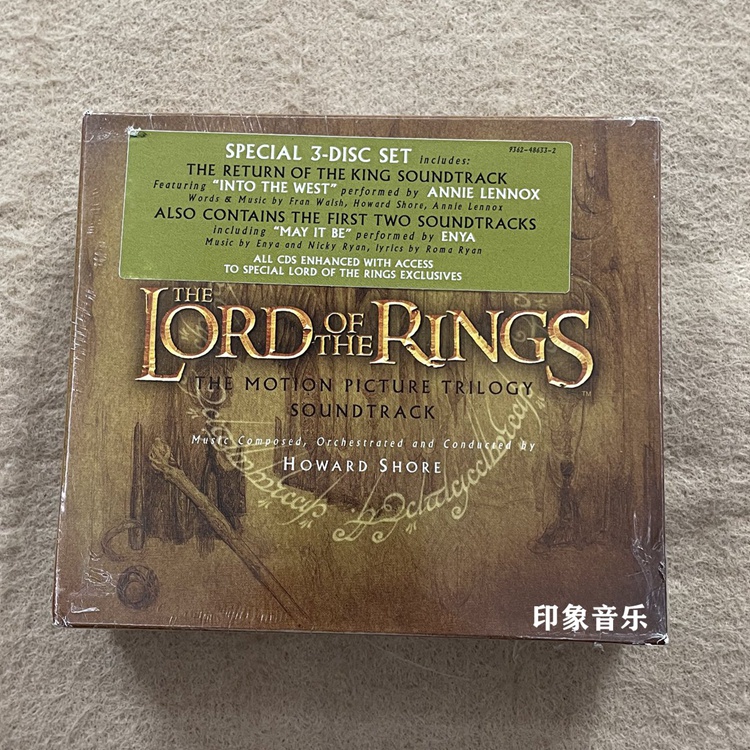 SPECIAL 3-DISC SET includes:
9362-48633-2
THE RETURN OF THE KING SOUNDTRACK
Featuring "INTO THE WEST" performed by ANNIE LENNOX
Words & Music by Fran Walsh, Howard Shore, Annie Lennox
ALSO CONTAINS THE FIRST TWO SOUNDTRACKS
including "MAY IT BE" performed by ENYA
Music by Enya and Nicky Ryan, lyrics by Roma Ryan
ALL CDS ENHANCED WITH ACCESS
TO SPECIAL LORD OF THE RINGS EXCLUSIVES
THE LORD OF THE RINGS™
THE MOTION PICTURE TRILOGY
SOUNDTRACK
Music Composed, Orchestrated and Conducted by
HOWARD SHORE
印象音乐